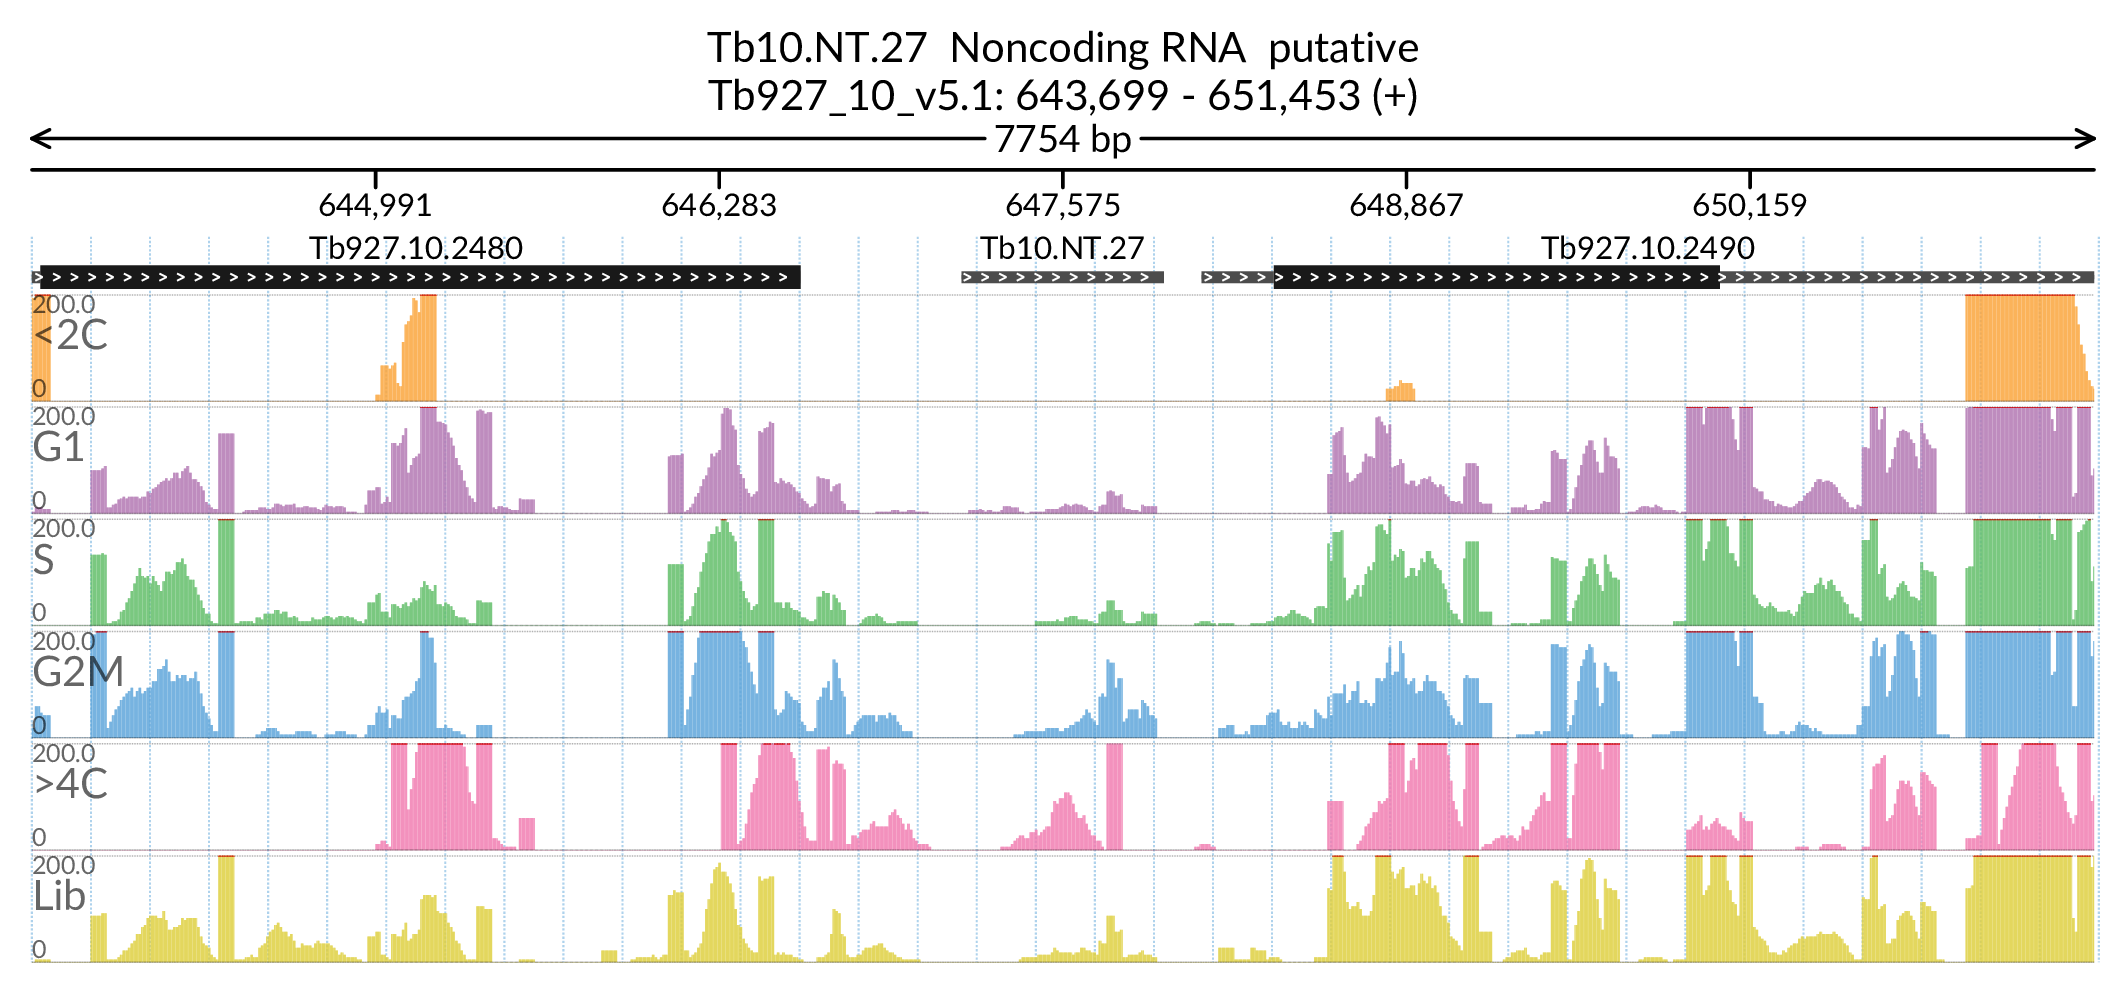 Tb10.NT.27 Noncoding RNA putative
Tb927_10_v5.1: 643,699 - 651,453 (+)
7754 bp
644,991 646,283 647,575 648,867 650,159
Tb927.10.2480 Tb10.NT.27 Tb927.10.2490
200.0
<2C
0
200.0
G1
0
200.0
S
0
200.0
G2M
0
200.0
>4C
0
200.0
Lib
0